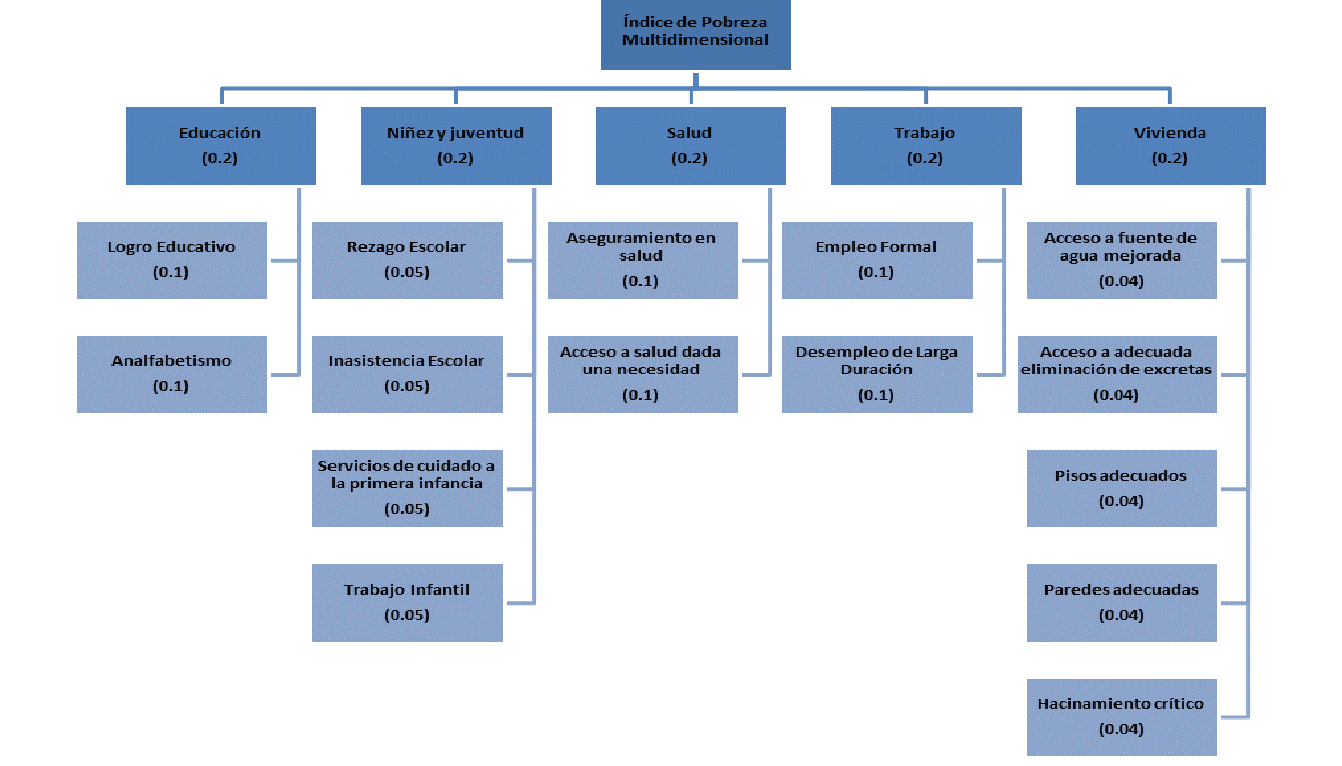 Índice de Pobreza
Multidimensional
Educación
(0.2)
Niñez y juventud
(0.2)
Salud
(0.2)
Trabajo
(0.2)
Vivienda
(0.2)
Logro Educativo
(0.1)
Analfabetismo
(0.1)
Rezago Escolar
(0.05)
Inasistencia Escolar
(0.05)
Servicios de cuidado a
la primera infancia
(0.05)
Trabajo Infantil
(0.05)
Aseguramiento en
salud
(0.1)
Acceso a salud dada
una necesidad
(0.1)
Empleo Formal
(0.1)
Desempleo de Larga
Duración
(0.1)
Acceso a fuente de
agua mejorada
(0.04)
Acceso a adecuada
eliminación de excretas
(0.04)
Pisos adecuados
(0.04)
Paredes adecuadas
(0.04)
Hacinamiento crítico
(0.04)